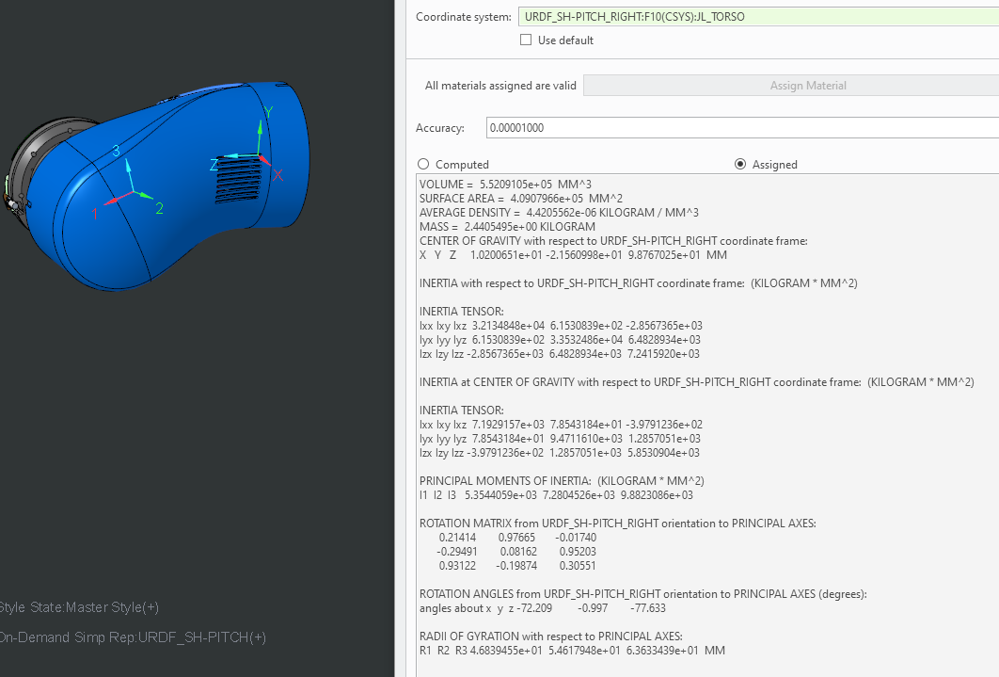 Coordinate system: URDF_SH-PITCH_RIGHT:F10(CSYS):JL_TORSO
Use default
All materials assigned are valid Assign Material
Accuracy: 0.00001000
Computed Assigned
VOLUME = 5.5209105e+05 MM^3
SURFACE AREA = 4.0907966e+05 MM^2
AVERAGE DENSITY = 4.4205562e-06 KILOGRAM / MM^3
MASS = 2.4405495e+00 KILOGRAM
CENTER OF GRAVITY with respect to URDF_SH-PITCH_RIGHT coordinate frame:
X Y Z 1.0200651e+01 -2.1560998e+01 9.8767025e+01 MM
INERTIA with respect to URDF_SH-PITCH_RIGHT coordinate frame: (KILOGRAM * MM^2)
INERTIA TENSOR:
Ixx Ixy Ixz 3.2134848e+04 6.1530839e+02 -2.8567365e+03
Iyx Iyy Iyz 6.1530839e+02 3.3532486e+04 6.4828934e+03
Izx Izy Izz -2.8567365e+03 6.4828934e+03 7.2415920e+03
INERTIA at CENTER OF GRAVITY with respect to URDF_SH-PITCH_RIGHT coordinate frame: (KILOGRAM * MM^2)
INERTIA TENSOR:
Ixx Ixy Ixz 7.1929157e+03 7.8543184e+01 -3.9791236e+02
Iyx Iyy Iyz 7.8543184e+01 9.4711610e+03 1.2857051e+03
Izx Izy Izz -3.9791236e+02 1.2857051e+03 5.8530904e+03
PRINCIPAL MOMENTS OF INERTIA: (KILOGRAM * MM^2)
I1 I2 I3 5.3544059e+03 7.2804526e+03 9.8823086e+03
ROTATION MATRIX from URDF_SH-PITCH_RIGHT orientation to PRINCIPAL AXES:
0.21414 0.97665 -0.01740
-0.29491 0.08162 0.95203
0.93122 -0.19874 0.30551
ROTATION ANGLES from URDF_SH-PITCH_RIGHT orientation to PRINCIPAL AXES (degrees):
angles about x y z -72.209 -0.997 -77.633
RADII OF GYRATION with respect to PRINCIPAL AXES:
R1 R2 R3 4.6839455e+01 5.4617948e+01 6.3633439e+01 MM
Y
3
Z
X
1
2
Style State:Master Style(+)
On-Demand Simp Rep:URDF_SH-PITCH(+)